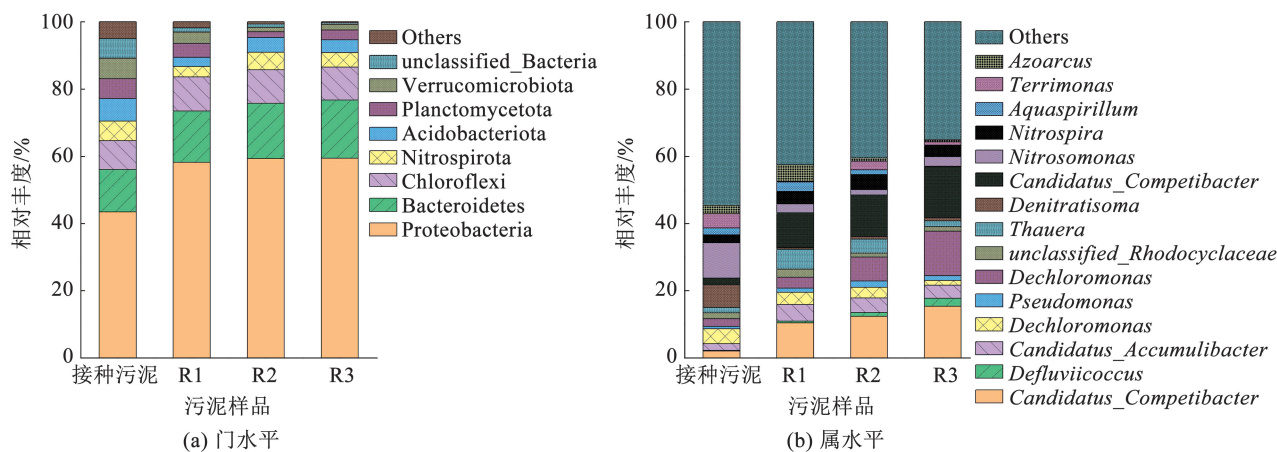 100
80
60
40
20
0
相对丰度/%
接种污泥
R1
R2
R3
污泥样品
(a) 门水平
Others
unclassified_Bacteria
Verrucomicrobiota
Planctomycetota
Acidobacteriota
Nitrospirota
Chloroflexi
Bacteroidetes
Proteobacteria
100
80
60
40
20
0
相对丰度/%
接种污泥
R1
R2
R3
污泥样品
(b) 属水平
Others
Azoarcus
Terrimonas
Aquaspirillum
Nitrospira
Nitrosomonas
Candidatus_Competibacter
Denitratisoma
Thauera
unclassified_Rhodocyclaceae
Dechloromonas
Pseudomonas
Dechloromonas
Candidatus_Accumulibacter
Defluviicoccus
Candidatus_Competibacter